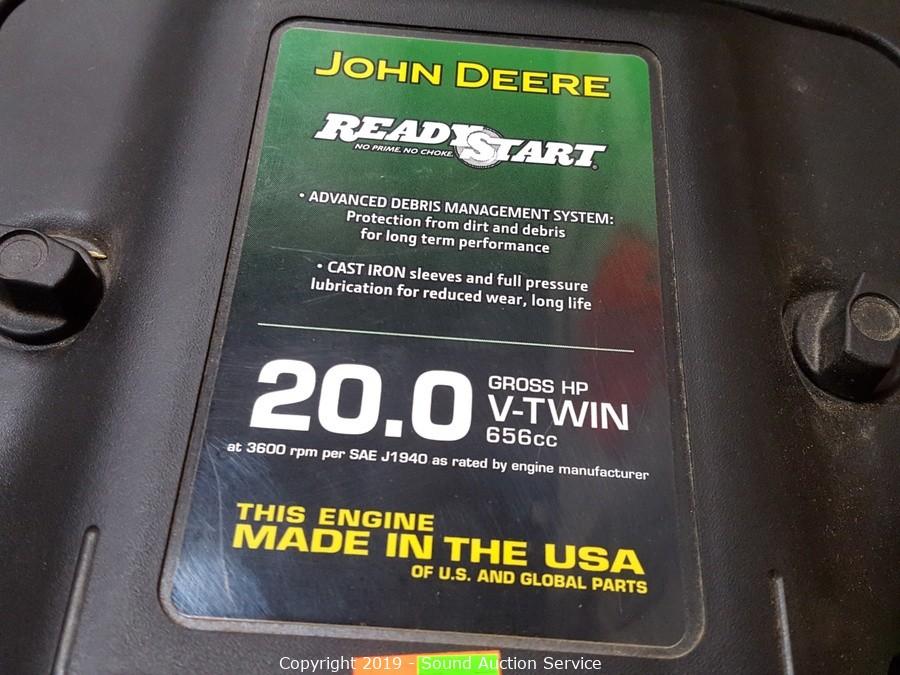 JOHN DEERE
READYSTART®
NO PRIME. NO CHOKE.
• ADVANCED DEBRIS MANAGEMENT SYSTEM:
Protection from dirt and debris
for long term performance
• CAST IRON sleeves and full pressure
lubrication for reduced wear, long life
20.0 GROSS HP
V-TWIN
656cc
at 3600 rpm per SAE J1940 as rated by engine manufacturer
THIS ENGINE
MADE IN THE USA
OF U.S. AND GLOBAL PARTS
Copyright 2019 - Sound Auction Service